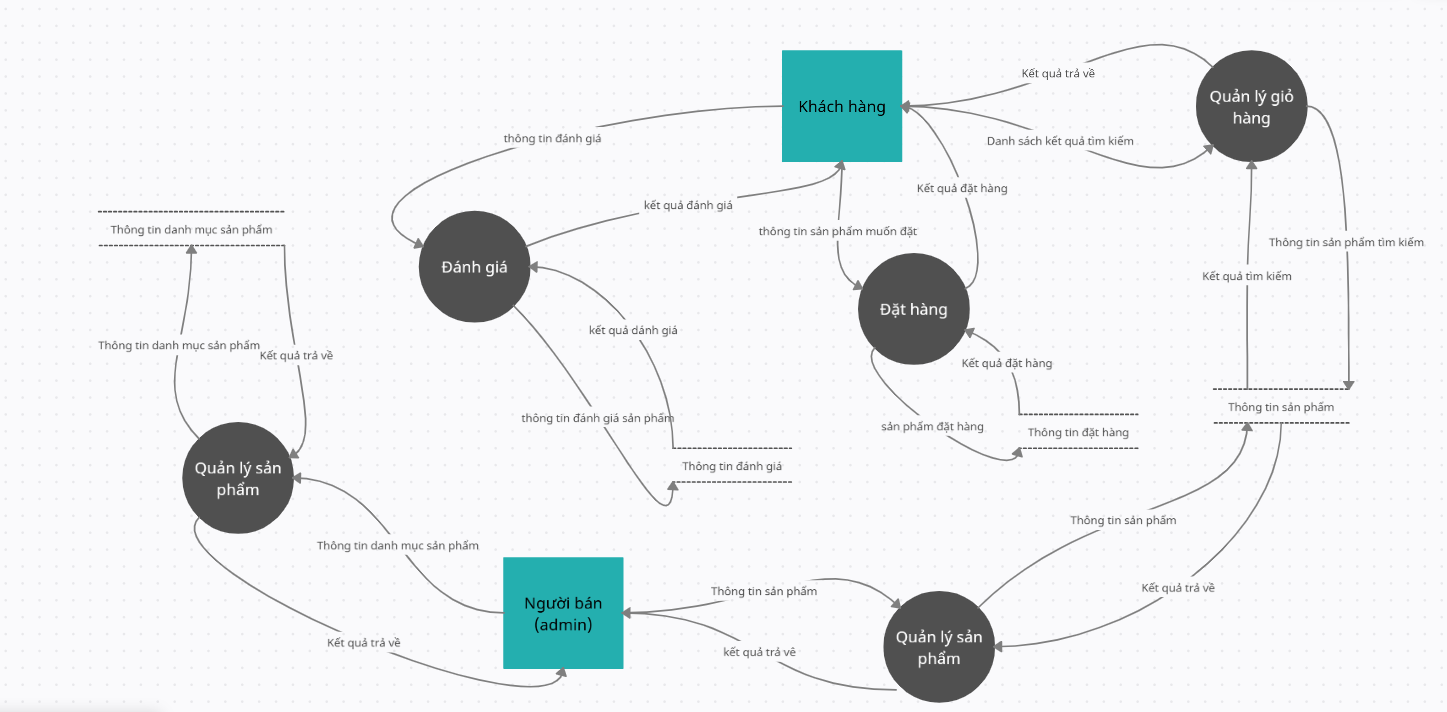 Kết quả trả về
Quản lý giỏ
hàng
Khách hàng
thông tin đánh giá
Danh sách kết quả tìm kiếm
Kết quả đặt hàng
kết quả đánh giá
Thông tin danh mục sản phẩm
thông tin sản phẩm muốn đặt
Thông tin sản phẩm tìm kiếm
Đánh giá
Kết quả tìm kiếm
Đặt hàng
kết quả dánh giá
Thông tin danh mục sản phẩm
Kết quả trả về
Kết quả đặt hàng
Thông tin sản phẩm
thông tin đánh giá sản phẩm
sản phẩm đặt hàng
Thông tin đặt hàng
Quản lý sản
phẩm
Thông tin đánh giá
Thông tin danh mục sản phẩm
Thông tin sản phẩm
Người bán
(admin)
Thông tin sản phẩm
Kết quả trả về
Kết quả trả về
kết quả trả vê
Quản lý sản
phẩm